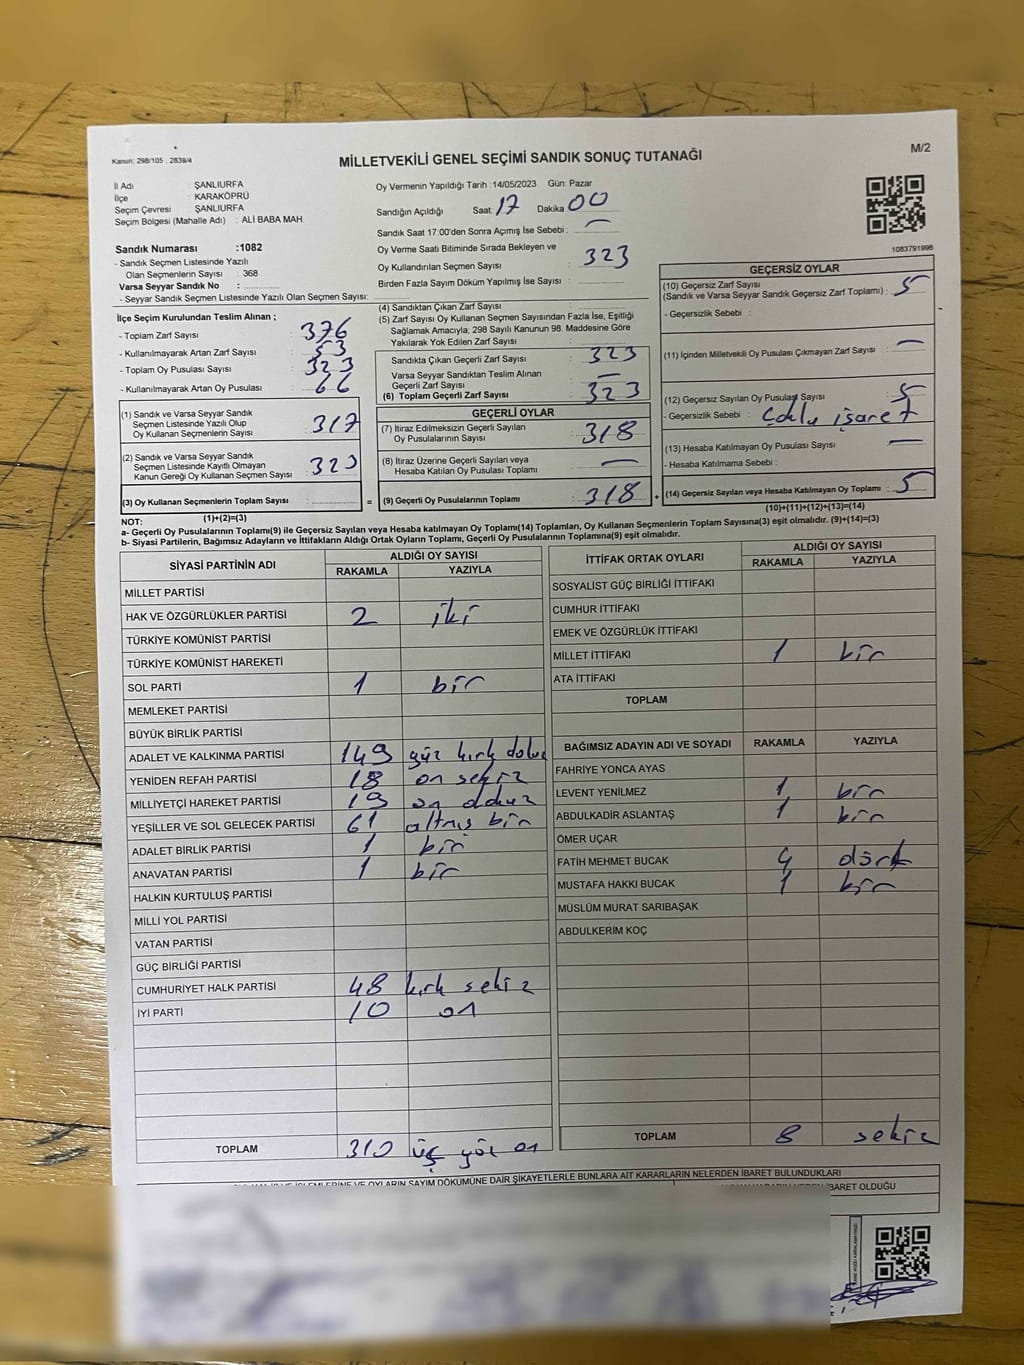 Kanun; 298/105 , 2839/4
MİLLETVEKİLİ GENEL SEÇİMİ SANDIK SONUÇ TUTANAĞI
M/2
İl Adı : ŞANLIURFA
İlçe : KARAKÖPRÜ
Seçim Çevresi : ŞANLIURFA
Seçim Bölgesi (Mahalle Adı) : ALİ BABA MAH.
Sandık Numarası :1082
- Sandık Seçmen Listesinde Yazılı
Olan Seçmenlerin Sayısı : 368
Varsa Seyyar Sandık No :
- Seyyar Sandık Seçmen Listesinde Yazılı Olan Seçmen Sayısı:
Oy Vermenin Yapıldığı Tarih :14/05/2023 Gün: Pazar
Sandığın Açıldığı Saat: 17 Dakika 00
Sandık Saat 17:00'den Sonra Açımış İse Sebebi : —
Oy Verme Saati Bitiminde Sırada Bekleyen ve
Oy Kullandırılan Seçmen Sayısı : 323
Birden Fazla Sayım Döküm Yapılmış İse Sayısı :
1083791996
İlçe Seçim Kurulundan Teslim Alınan ;
- Toplam Zarf Sayısı : 376
- Kullanılmayarak Artan Zarf Sayısı : 53
- Toplam Oy Pusulası Sayısı : 323
- Kullanılmayarak Artan Oy Pusulası : 66
(1) Sandık ve Varsa Seyyar Sandık
Seçmen Listesinde Yazılı Olup
Oy Kullanan Seçmenlerin Sayısı 317
(2) Sandık ve Varsa Seyyar Sandık
Seçmen Listesinde Kayıtlı Olmayan
Kanun Gereği Oy Kullanan Seçmen Sayısı 323
(3) Oy Kullanan Seçmenlerin Toplam Sayısı : =
(1)+(2)=(3)
(4) Sandıktan Çıkan Zarf Sayısı :
(5) Zarf Sayısı Oy Kullanan Seçmen Sayısından Fazla İse, Eşitliği
Sağlamak Amacıyla; 298 Sayılı Kanunun 98. Maddesine Göre
Yakılarak Yok Edilen Zarf Sayısı :
Sandıkta Çıkan Geçerli Zarf Sayısı : 323
Varsa Seyyar Sandıktan Teslim Alınan
Geçerli Zarf Sayısı : —
(6) Toplam Geçerli Zarf Sayısı : 323
GEÇERLİ OYLAR
(7) İtiraz Edilmeksizin Geçerli Sayılan
Oy Pusulalarının Sayısı : 318
(8) İtiraz Üzerine Geçerli Sayılan veya
Hesaba Katılan Oy Pusulası Toplamı : —
(9) Geçerli Oy Pusulalarının Toplamı : 318 +
GEÇERSİZ OYLAR
(10) Geçersiz Zarf Sayısı
(Sandık ve Varsa Seyyar Sandık Geçersiz Zarf Toplamı) : 5
- Geçersizlik Sebebi :
(11) İçinden Milletvekili Oy Pusulası Çıkmayan Zarf Sayısı : —
(12) Geçersiz Sayılan Oy Pusulası Sayısı : 5
- Geçersizlik Sebebi : Çoklu işaret
(13) Hesaba Katılmayan Oy Pusulası Sayısı : —
- Hesaba Katılmama Sebebi :
(14) Geçersiz Sayılan veya Hesaba Katılmayan Oy Toplamı : 5
(10)+(11)+(12)+(13)=(14)
NOT:
a- Geçerli Oy Pusulalarının Toplamı(9) ile Geçersiz Sayılan veya Hesaba katılmayan Oy Toplamı(14) Toplamları, Oy Kullanan Seçmenlerin Toplam Sayısına(3) eşit olmalıdır. (9)+(14)=(3)
b- Siyasi Partilerin, Bağımsız Adayların ve İttifakların Aldığı Ortak Oyların Toplamı, Geçerli Oy Pusulalarının Toplamına(9) eşit olmalıdır.
SİYASİ PARTİNİN ADI ALDIĞI OY SAYISI
RAKAMLA YAZIYLA
MİLLET PARTİSİ
HAK VE ÖZGÜRLÜKLER PARTİSİ 2 iki
TÜRKİYE KOMÜNİST PARTİSİ
TÜRKİYE KOMÜNİST HAREKETİ
SOL PARTİ 1 bir
MEMLEKET PARTİSİ
BÜYÜK BİRLİK PARTİSİ
ADALET VE KALKINMA PARTİSİ 149 yüz kırk dokuz
YENİDEN REFAH PARTİSİ 18 on sekiz
MİLLİYETÇİ HAREKET PARTİSİ 19 on dokuz
YEŞİLLER VE SOL GELECEK PARTİSİ 61 altmış bir
ADALET BİRLİK PARTİSİ 1 bir
ANAVATAN PARTİSİ 1 bir
HALKIN KURTULUŞ PARTİSİ
MİLLİ YOL PARTİSİ
VATAN PARTİSİ
GÜÇ BİRLİĞİ PARTİSİ
CUMHURİYET HALK PARTİSİ 48 kırk sekiz
İYİ PARTİ 10 on
TOPLAM 310 üç yüz on
İTTİFAK ORTAK OYLARI ALDIĞI OY SAYISI
RAKAMLA YAZIYLA
SOSYALİST GÜÇ BİRLİĞİ İTTİFAKI
CUMHUR İTTİFAKI
EMEK VE ÖZGÜRLÜK İTTİFAKI
MİLLET İTTİFAKI 1 bir
ATA İTTİFAKI
TOPLAM
BAĞIMSIZ ADAYIN ADI VE SOYADI RAKAMLA YAZIYLA
FAHRİYE YONCA AYAS
LEVENT YENİLMEZ 1 bir
ABDULKADİR ASLANTAŞ 1 bir
ÖMER UÇAR
FATİH MEHMET BUCAK 4 dört
MUSTAFA HAKKI BUCAK 1 bir
MÜSLÜM MURAT SARIBAŞAK
ABDULKERİM KOÇ
TOPLAM 8 sekiz
İŞLEMLERİNE VE OYLARIN SAYIM DÖKÜMÜNE DAİR ŞİKAYETLERLE BUNLARA AİT KARARLARIN NELERDEN İBARET BULUNDUKLARI
İBARET OLDUĞU